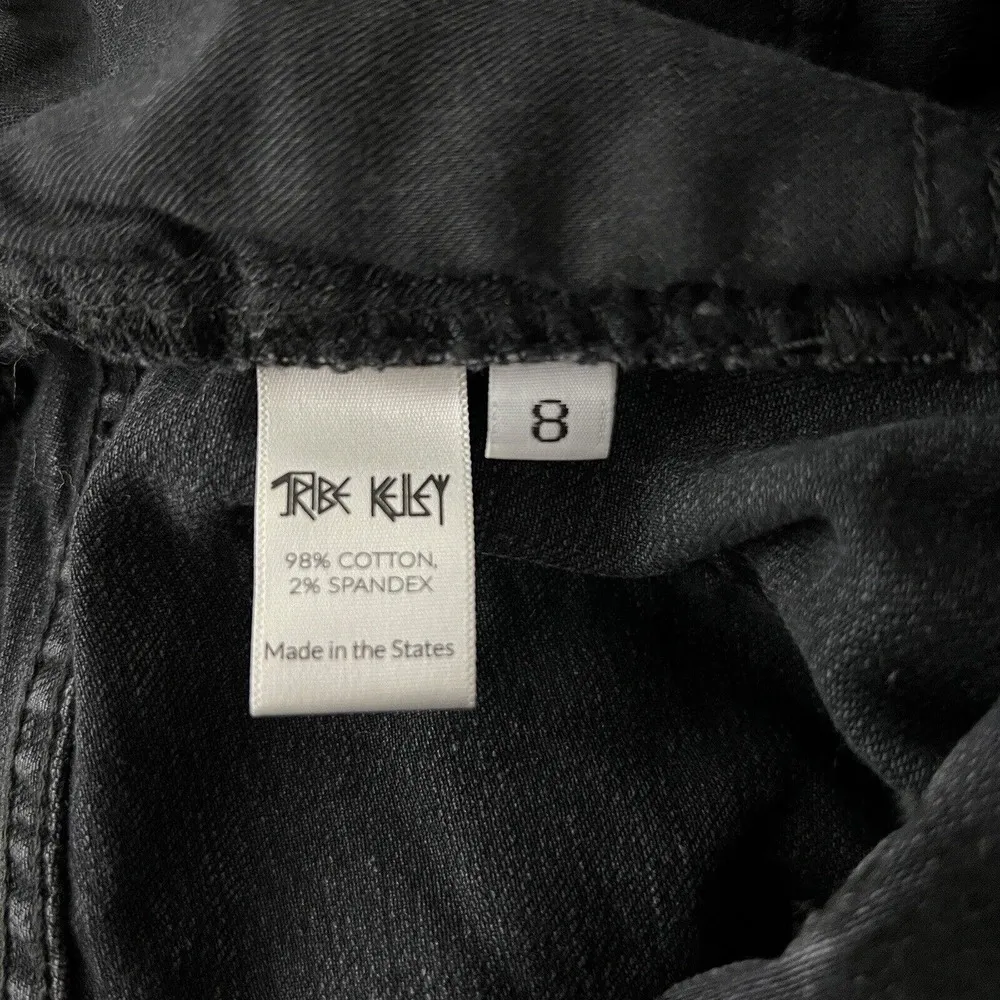 TRIBE KELLEY
8
98% COTTON,
2% SPANDEX
Made in the States